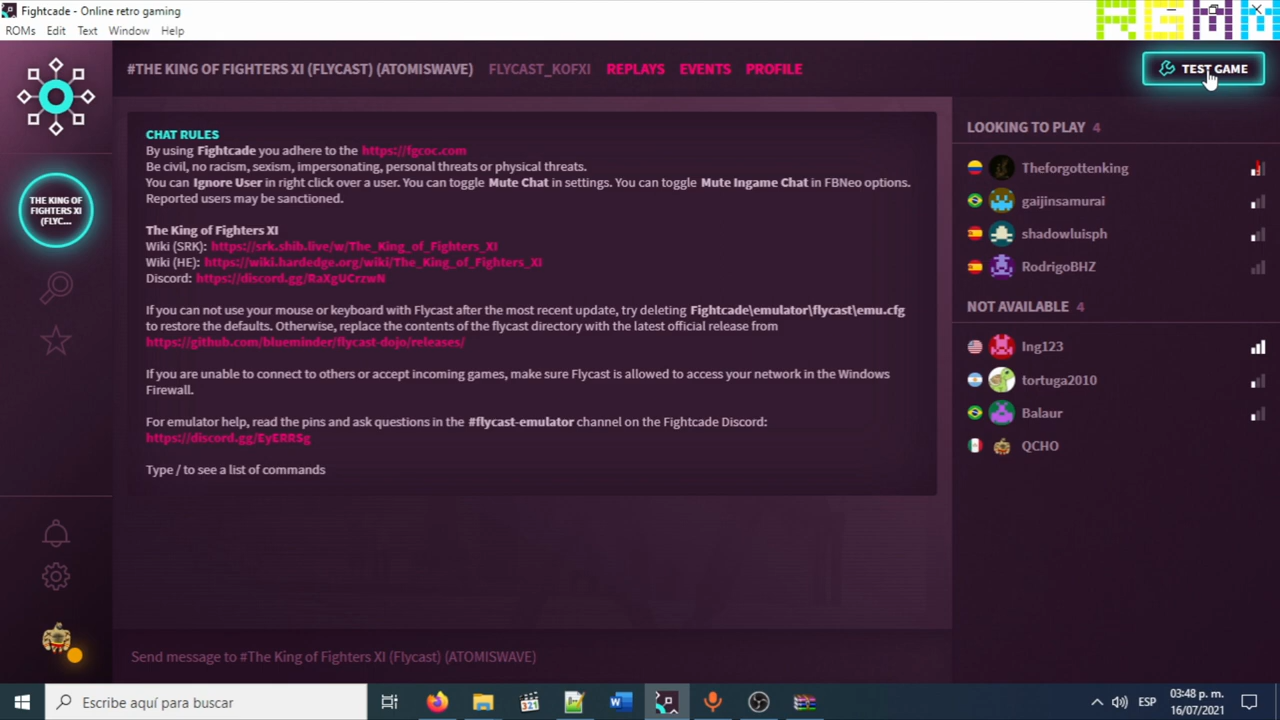 Fightcade - Online retro gaming
RGMM
ROMs Edit Text Window Help
#THE KING OF FIGHTERS XI (FLYCAST) (ATOMISWAVE) FLYCAST_KOFXI REPLAYS EVENTS PROFILE
TEST GAME
THE KING OF
FIGHTERS XI
(FLYC...
CHAT RULES
By using Fightcade you adhere to the https://fgcoc.com
Be civil, no racism, sexism, impersonating, personal threats or physical threats.
You can Ignore User in right click over a user. You can toggle Mute Chat in settings. You can toggle Mute Ingame Chat in FBNeo options.
Reported users may be sanctioned.
The King of Fighters XI
Wiki (SRK): https://srk.shib.live/w/The_King_of_Fighters_XI
Wiki (HE): https://wiki.hardedge.org/wiki/The_King_of_Fighters_XI
Discord: https://discord.gg/RaXgUCrzwN
If you can not use your mouse or keyboard with Flycast after the most recent update, try deleting Fightcade\emulator\flycast\emu.cfg
to restore the defaults. Otherwise, replace the contents of the flycast directory with the latest official release from
https://github.com/blueminder/flycast-dojo/releases/
If you are unable to connect to others or accept incoming games, make sure Flycast is allowed to access your network in the Windows
Firewall.
For emulator help, read the pins and ask questions in the #flycast-emulator channel on the Fightcade Discord:
https://discord.gg/EyERRSg
Type / to see a list of commands
Send message to #The King of Fighters XI (Flycast) (ATOMISWAVE)
LOOKING TO PLAY 4
Theforgottenking
gaijinsamurai
shadowluisph
RodrigoBHZ
NOT AVAILABLE 4
Ing123
tortuga2010
Balaur
QCHO
Escribe aquí para buscar
321
W
ESP
03:48 p. m.
16/07/2021